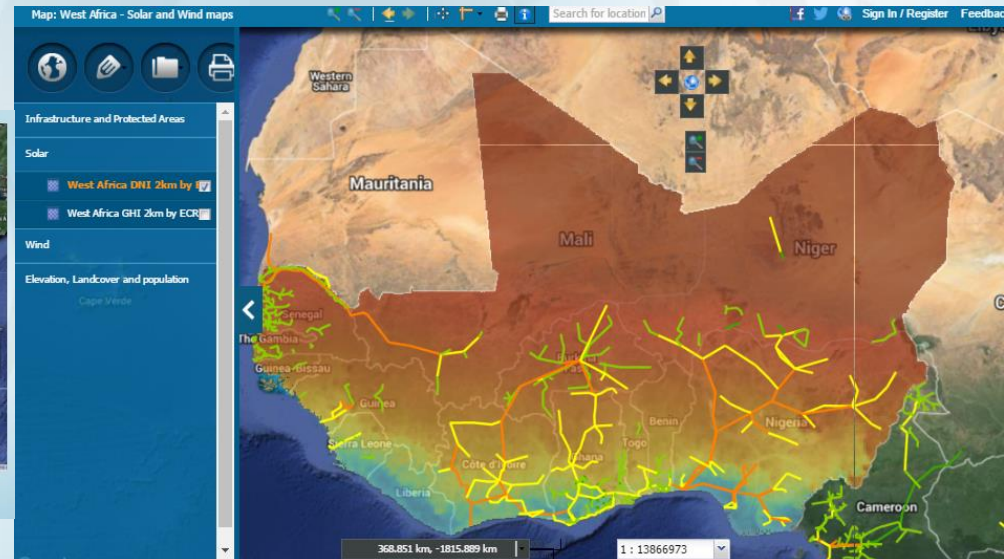 Map: West Africa - Solar and Wind maps
Search for location
Sign In / Register
Infrastructure and Protected Areas
Solar
West Africa DNI 2km by
West Africa GHI 2km by ECR
Wind
Elevation, Landcover and population
Cape Verde
Western
Sahara
Mauritania
Mali
Niger
Senegal
The Gambia
Guinea-Bissau
Guinea
Sierra Leone
Liberia
Côte d'Ivoire
Ghana
Togo
Benin
Nigeria
Cameroon
368.851 km, -1815.889 km
1 : 13866973